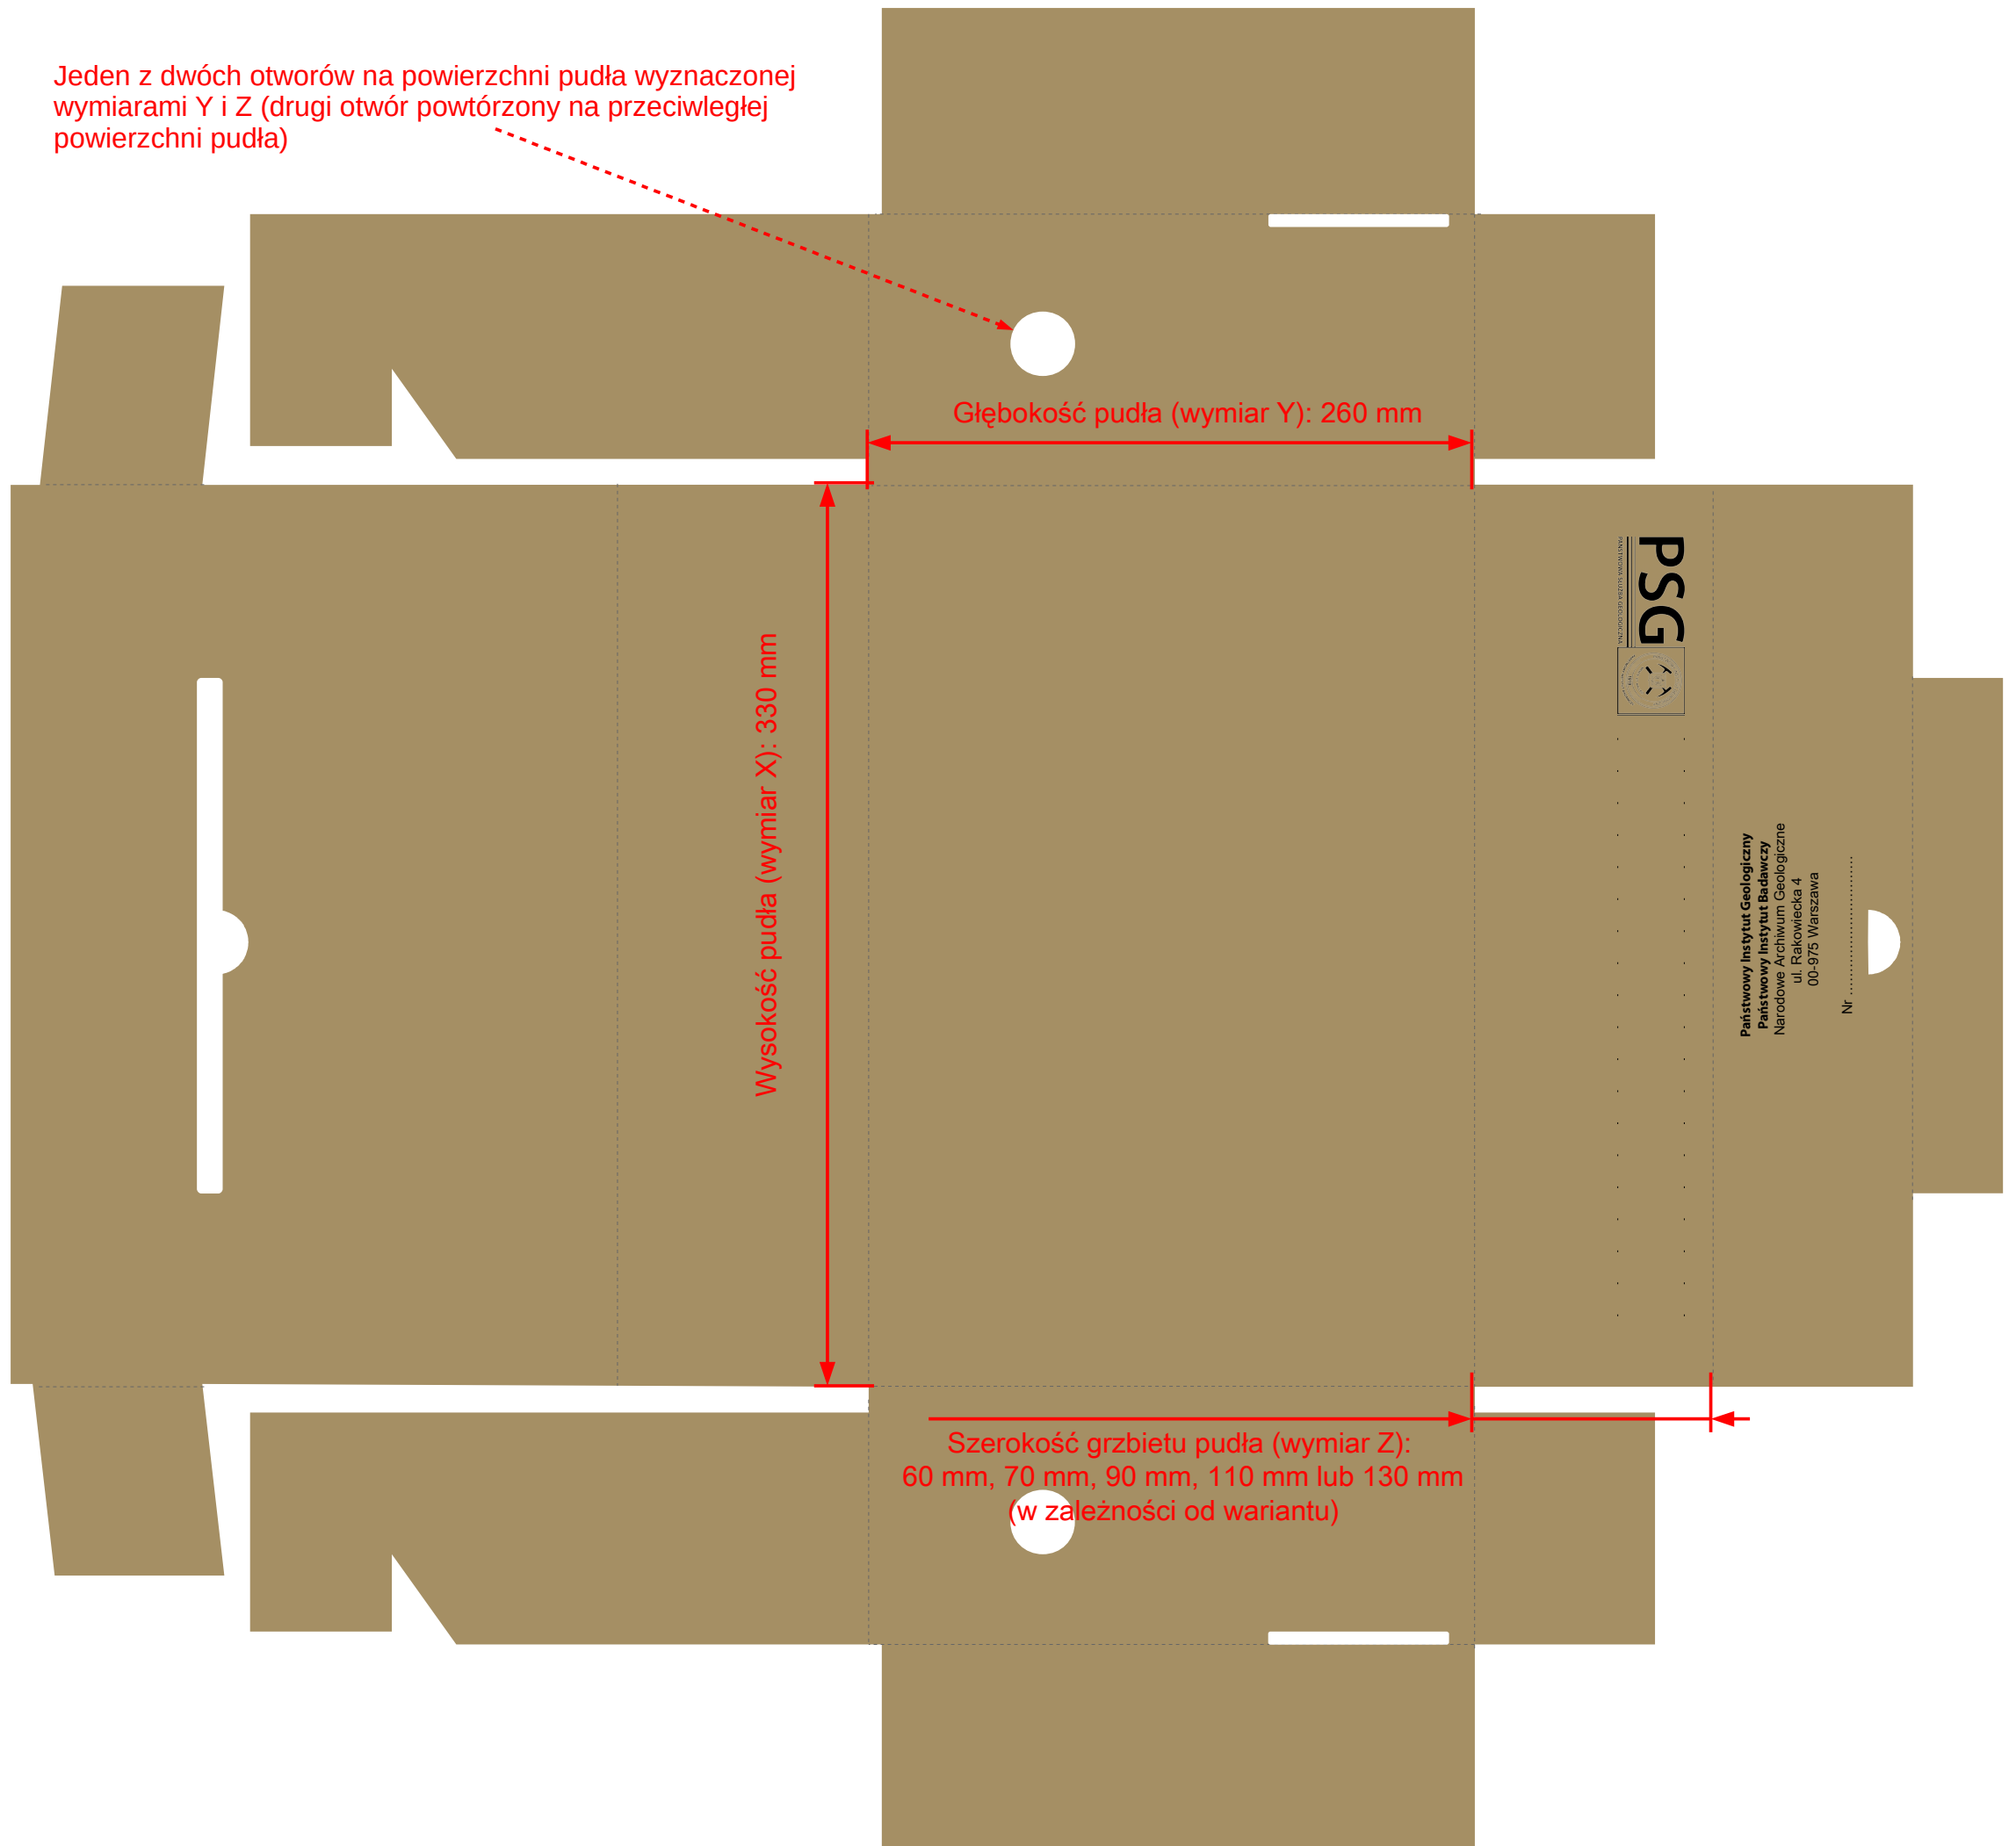 Jeden z dwóch otworów na powierzchni pudła wyznaczonej
wymiarami Y i Z (drugi otwór powtórzony na przeciwległej
powierzchni pudła)
Głębokość pudła (wymiar Y): 260 mm
Wysokość pudła (wymiar X): 330 mm
PSG
PAŃSTWOWA SŁUŻBA GEOLOGICZNA
Państwowy Instytut Geologiczny
Państwowy Instytut Badawczy
Narodowe Archiwum Geologiczne
ul. Rakowiecka 4
00-975 Warszawa
Nr ....................................
Szerokość grzbietu pudła (wymiar Z):
60 mm, 70 mm, 90 mm, 110 mm lub 130 mm
(w zależności od wariantu)